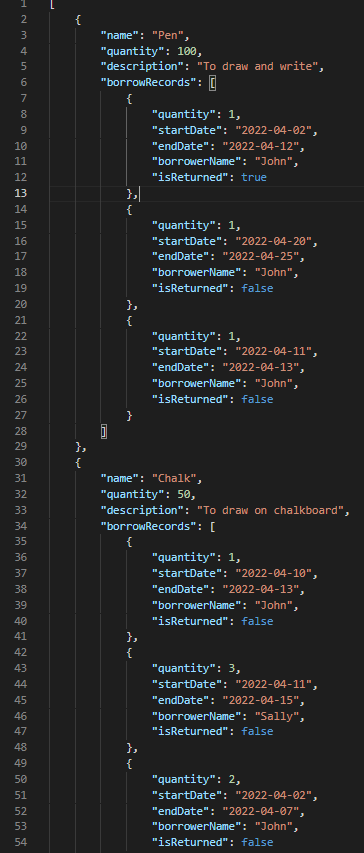 1 [
2 {
3 "name": "Pen",
4 "quantity": 100,
5 "description": "To draw and write",
6 "borrowRecords": [
7 {
8 "quantity": 1,
9 "startDate": "2022-04-02",
10 "endDate": "2022-04-12",
11 "borrowerName": "John",
12 "isReturned": true
13 },
14 {
15 "quantity": 1,
16 "startDate": "2022-04-20",
17 "endDate": "2022-04-25",
18 "borrowerName": "John",
19 "isReturned": false
20 },
21 {
22 "quantity": 1,
23 "startDate": "2022-04-11",
24 "endDate": "2022-04-13",
25 "borrowerName": "John",
26 "isReturned": false
27 }
28 ]
29 },
30 {
31 "name": "Chalk",
32 "quantity": 50,
33 "description": "To draw on chalkboard",
34 "borrowRecords": [
35 {
36 "quantity": 1,
37 "startDate": "2022-04-10",
38 "endDate": "2022-04-13",
39 "borrowerName": "John",
40 "isReturned": false
41 },
42 {
43 "quantity": 3,
44 "startDate": "2022-04-11",
45 "endDate": "2022-04-15",
46 "borrowerName": "Sally",
47 "isReturned": false
48 },
49 {
50 "quantity": 2,
51 "startDate": "2022-04-02",
52 "endDate": "2022-04-07",
53 "borrowerName": "John",
54 "isReturned": false